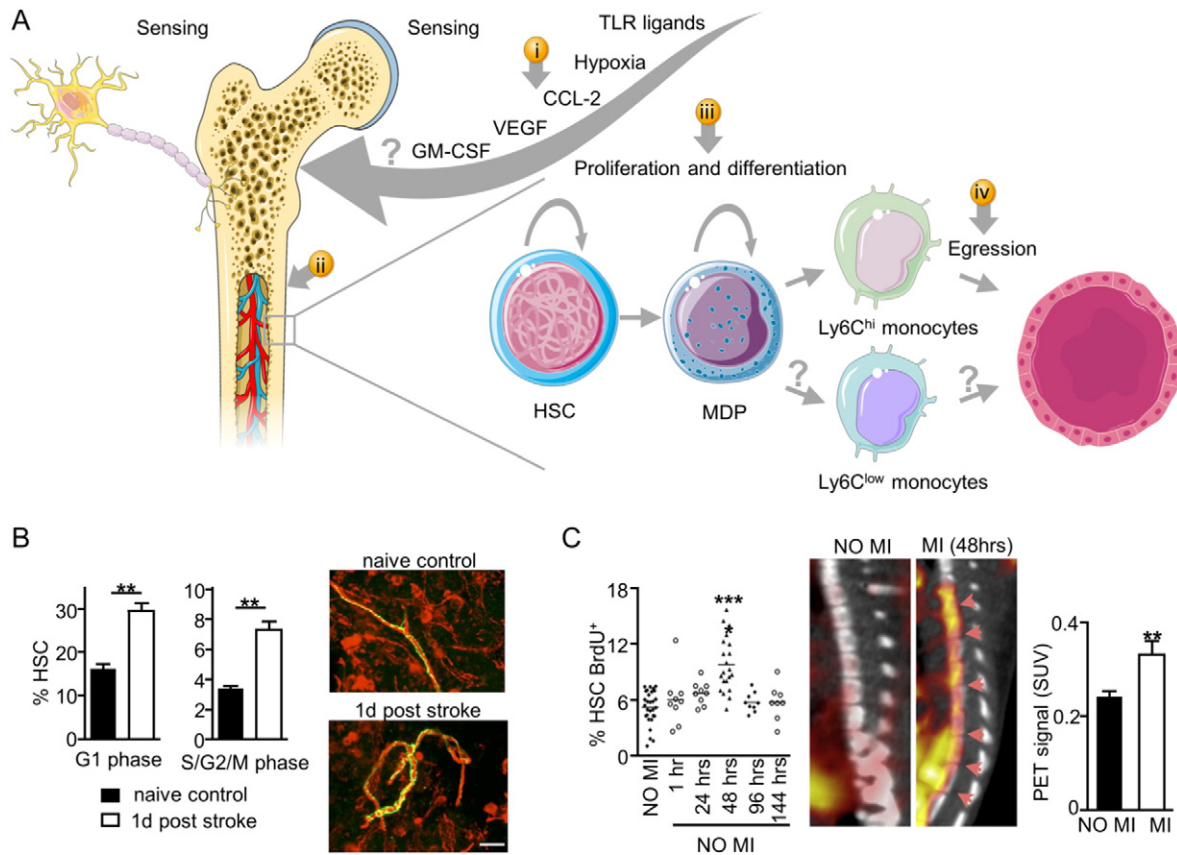 A
Sensing
Sensing
TLR ligands
i
Hypoxia
CCL-2
iii
VEGF
? GM-CSF
Proliferation and differentiation
iv
Egression
ii
Ly6Chi monocytes
HSC
MDP
?
?
Ly6Clow monocytes
B
naive control
**
**
30
20
10
0
% HSC
10
8
6
4
2
0
G1 phase
S/G2/M phase
naive control
1d post stroke
1d post stroke
C
NO MI
MI (48hrs)
18
12
6
0
% HSC BrdU+
***
*
NO MI
1 hr
24 hrs
48 hrs
96 hrs
144 hrs
NO MI
0.4
0.2
0
PET signal (SUV)
**
NO MI
MI